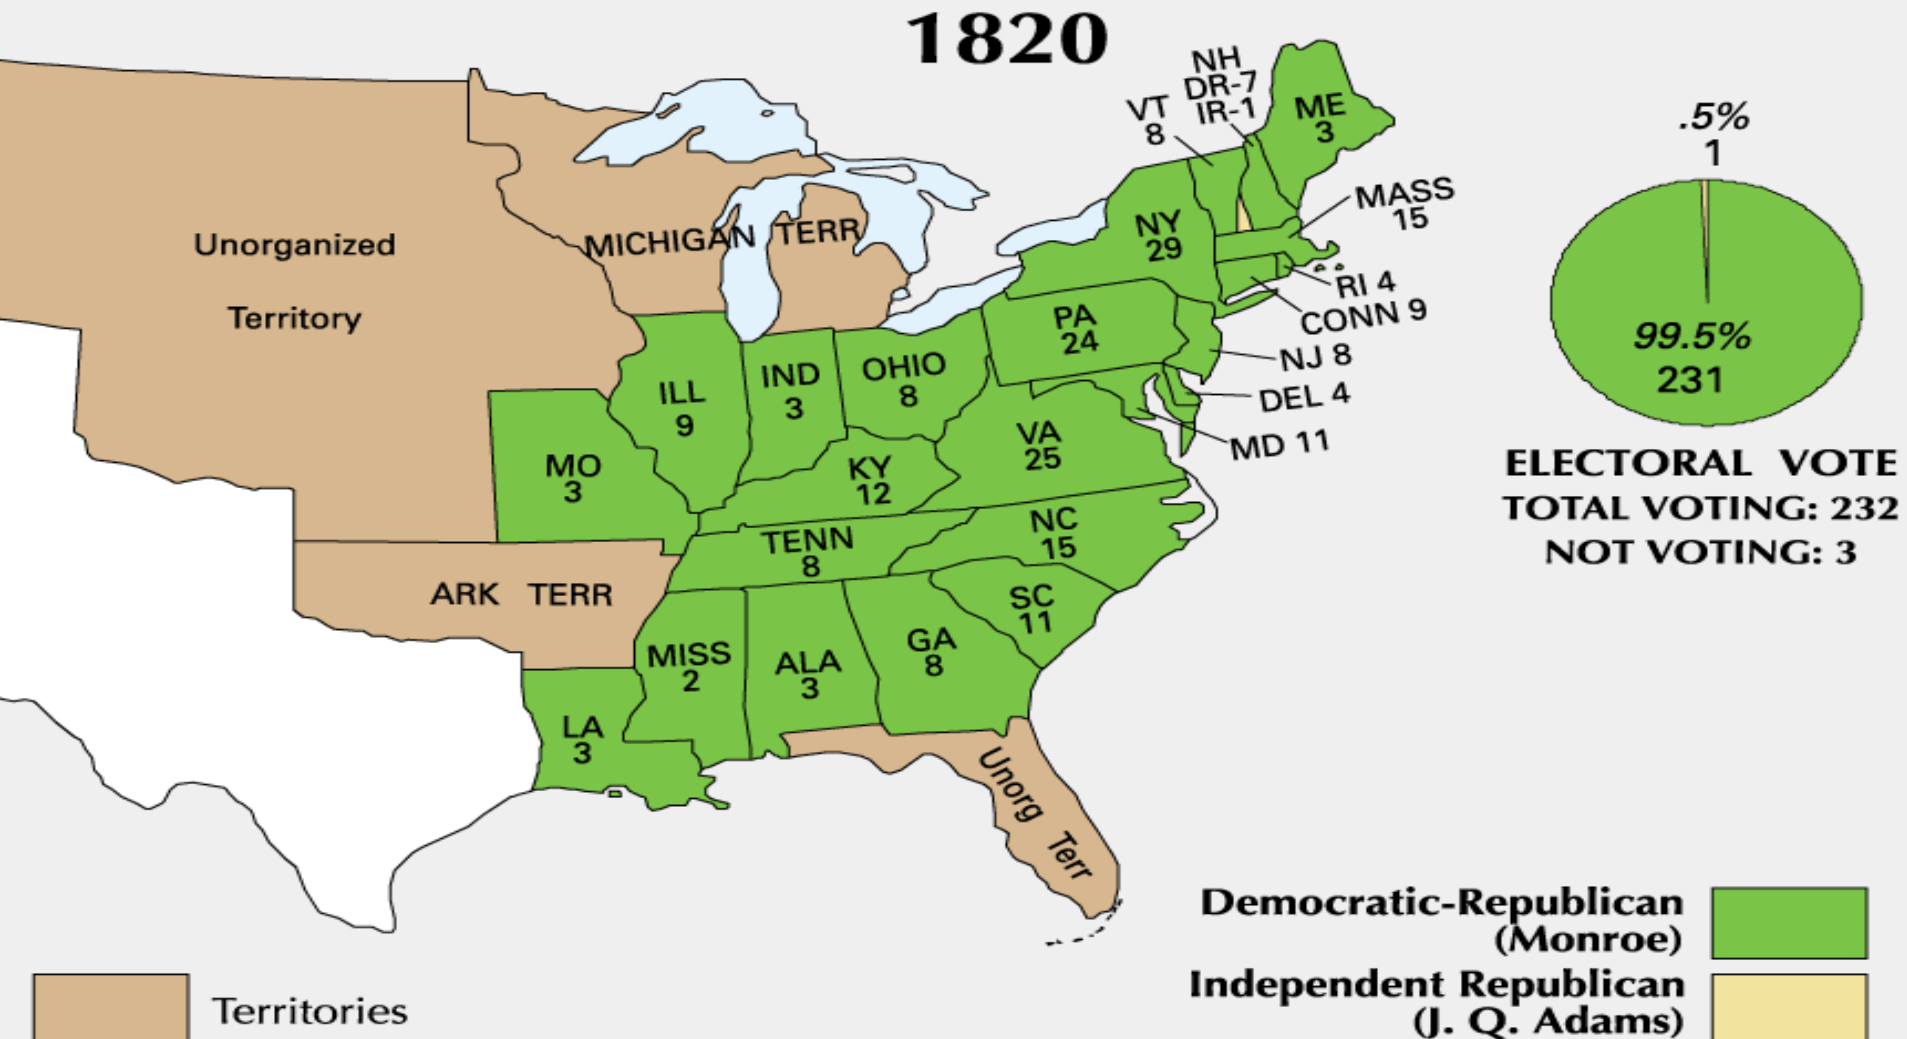 1820
NH
DR-7
IR-1
VT
8
ME
3
.5%
1
MASS
15
Unorganized
Territory
MICHIGAN TERR
NY
29
RI 4
CONN 9
PA
24
NJ 8
99.5%
231
ILL
9
IND
3
OHIO
8
DEL 4
MD 11
VA
25
ELECTORAL VOTE
TOTAL VOTING: 232
NOT VOTING: 3
MO
3
KY
12
TENN
8
NC
15
ARK TERR
SC
11
MISS
2
ALA
3
GA
8
LA
3
Unorg Terr
Democratic-Republican
(Monroe)
Independent Republican
(J. Q. Adams)
Territories